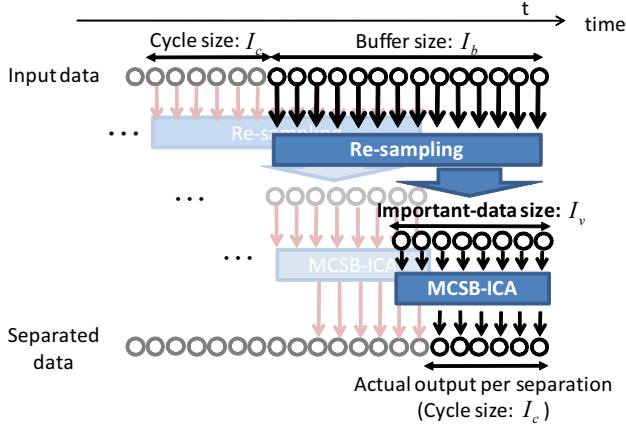 t
time
Cycle size: I_c
Buffer size: I_b
Input data
...
Re-sampling
Re-sampling
...
Important-data size: I_v
...
MCSB-ICA
MCSB-ICA
Separated
data
Actual output per separation
(Cycle size: I_c )